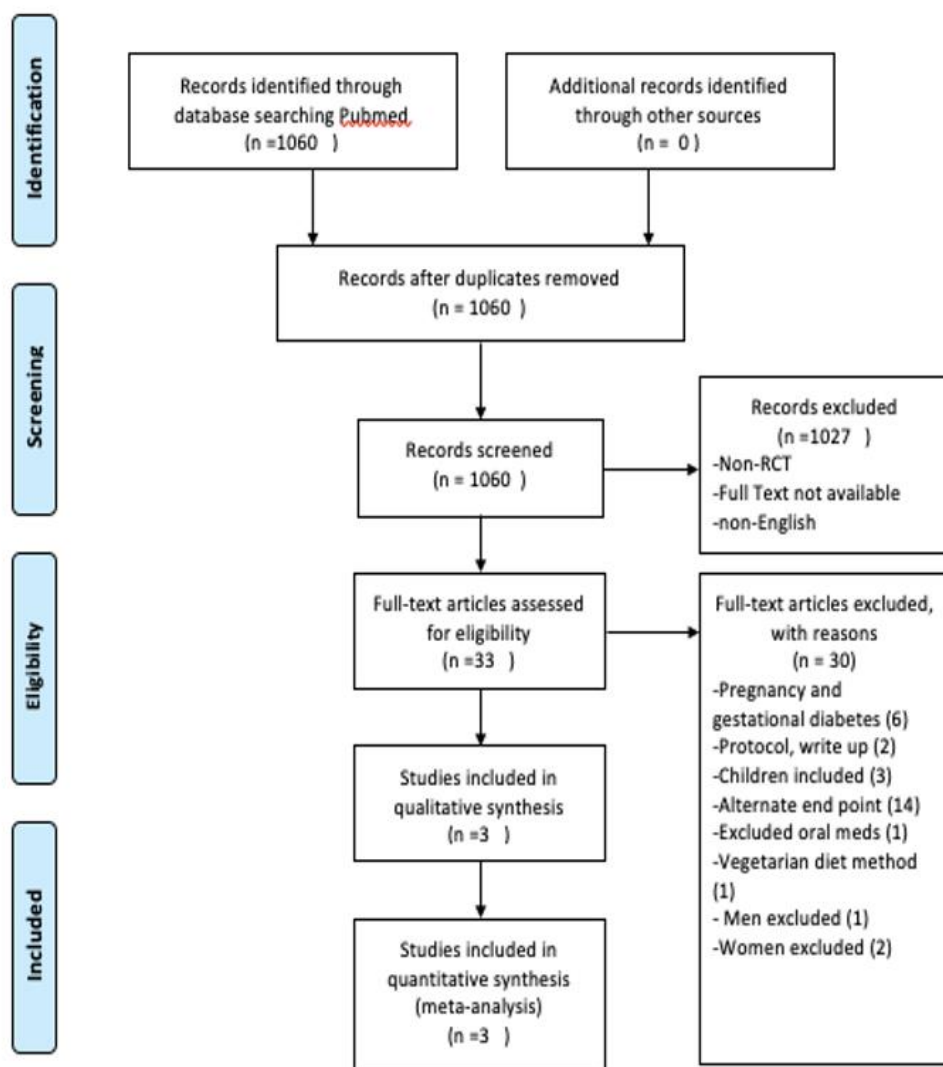 Identification
Records identified through
database searching Pubmed
(n =1060   )
Additional records identified
through other sources
(n =  0 )
Records after duplicates removed
(n = 1060  )
Screening
Records screened
(n = 1060  )
Records excluded
(n =1027   )
-Non-RCT
-Full Text not available
-non-English
Eligibility
Full-text articles assessed
for eligibility
(n =33   )
Full-text articles excluded,
with reasons
(n = 30)
-Pregnancy and
gestational diabetes (6)
-Protocol, write up (2)
-Children included (3)
-Alternate end point (14)
-Excluded oral meds (1)
-Vegetarian diet method
(1)
- Men excluded (1)
-Women excluded (2)
Studies included in
qualitative synthesis
(n =3   )
Included
Studies included in
quantitative synthesis
(meta-analysis)
(n =3   )